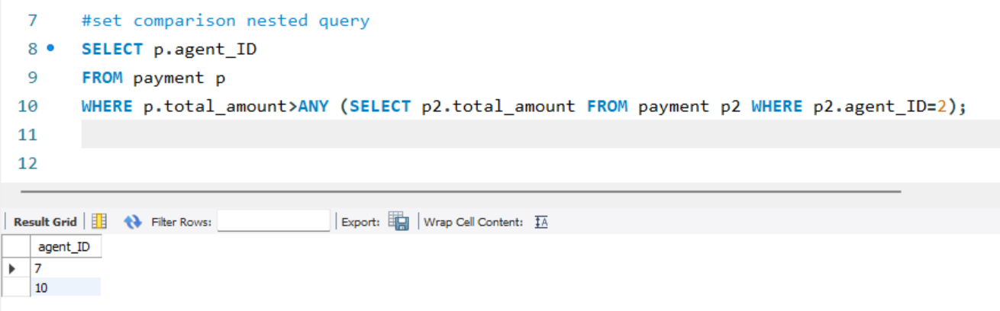 7 #set comparison nested query
8 SELECT p.agent_ID
9 FROM payment p
10 WHERE p.total_amount>ANY (SELECT p2.total_amount FROM payment p2 WHERE p2.agent_ID=2);
11
12
Result Grid Filter Rows: Export: Wrap Cell Content: IA
agent_ID
7
10